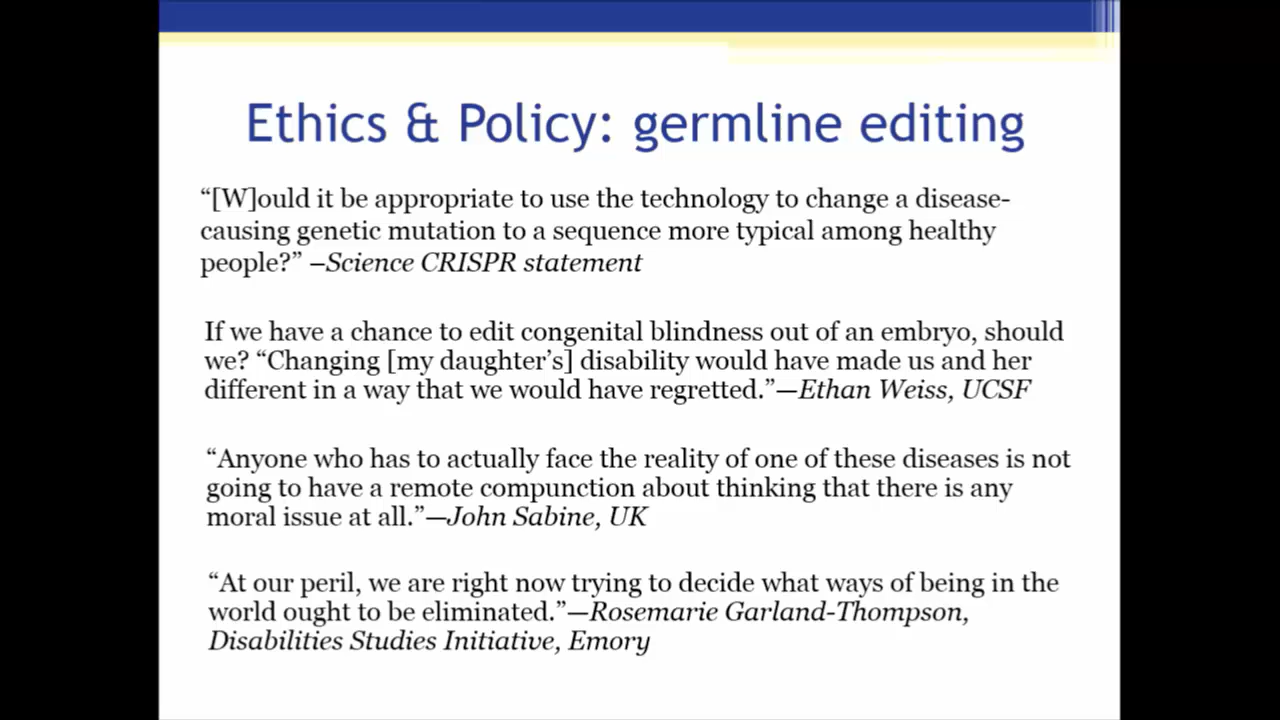 Ethics & Policy: germline editing
“[W]ould it be appropriate to use the technology to change a disease-
causing genetic mutation to a sequence more typical among healthy
people?” –Science CRISPR statement
If we have a chance to edit congenital blindness out of an embryo, should
we? “Changing [my daughter’s] disability would have made us and her
different in a way that we would have regretted.”—Ethan Weiss, UCSF
“Anyone who has to actually face the reality of one of these diseases is not
going to have a remote compunction about thinking that there is any
moral issue at all.”—John Sabine, UK
“At our peril, we are right now trying to decide what ways of being in the
world ought to be eliminated.”—Rosemarie Garland-Thompson,
Disabilities Studies Initiative, Emory